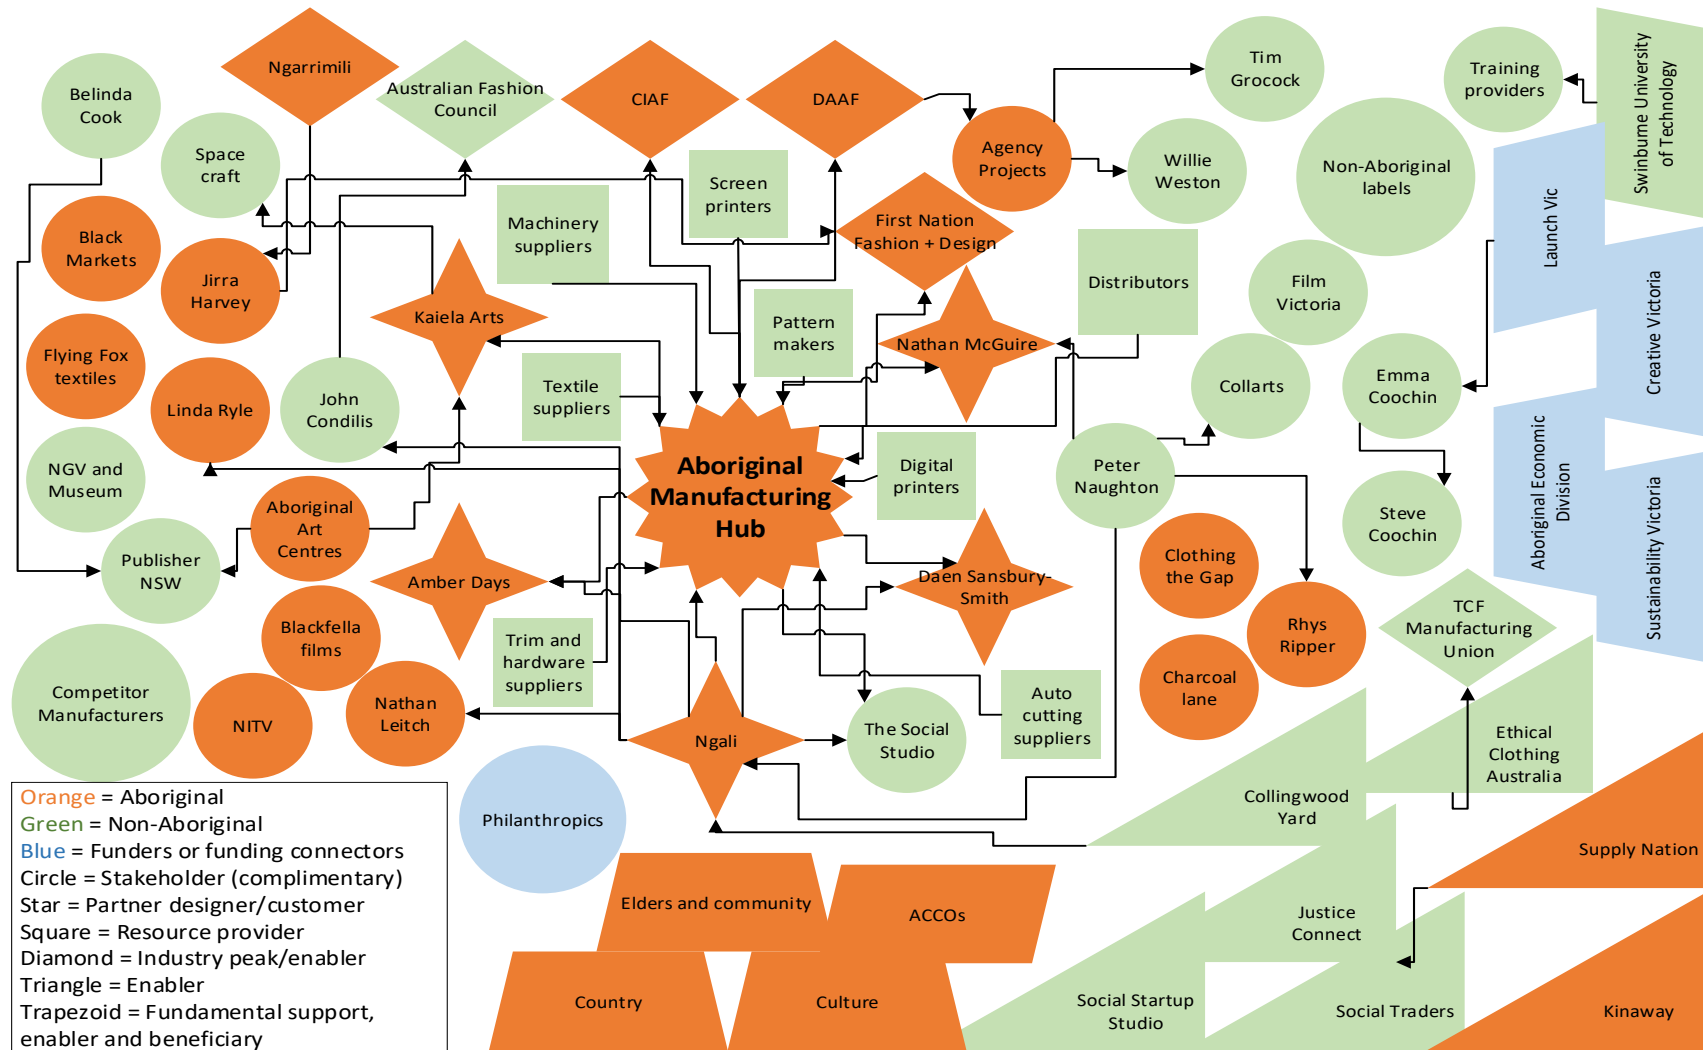 Ngarrimili
Belinda
Cook
Australian Fashion
Council
CIAF
DAAF
Tim
Grocock
Training
providers
Swinburne University
of Technology
Space
craft
Agency
Projects
Willie
Weston
Non-Aboriginal
labels
Screen
printers
Machinery
suppliers
First Nation
Fashion + Design
Launch Vic
Black
Markets
Jirra
Harvey
Kaiela Arts
Pattern
makers
Distributors
Film
Victoria
Creative Victoria
Nathan McGuire
Flying Fox
textiles
Linda Ryle
John
Condilis
Textile
suppliers
Collarts
Emma
Coochin
NGV and
Museum
Aboriginal
Manufacturing
Hub
Digital
printers
Peter
Naughton
Aboriginal Economic
Division
Steve
Coochin
Sustainability Victoria
Aboriginal
Art
Centres
Publisher
NSW
Amber Days
Daen Sansbury-
Smith
Clothing
the Gap
TCF
Manufacturing
Union
Blackfella
films
Trim and
hardware
suppliers
Rhys
Ripper
Competitor
Manufacturers
NITV
Nathan
Leitch
Ngali
The Social
Studio
Auto
cutting
suppliers
Charcoal
lane
Ethical
Clothing
Australia
Collingwood
Yard
Philanthropics
Supply Nation
Elders and community
ACCOs
Justice
Connect
Country
Culture
Social Startup
Studio
Social Traders
Kinaway
Orange = Aboriginal
Green = Non-Aboriginal
Blue = Funders or funding connectors
Circle = Stakeholder (complimentary)
Star = Partner designer/customer
Square = Resource provider
Diamond = Industry peak/enabler
Triangle = Enabler
Trapezoid = Fundamental support,
enabler and beneficiary